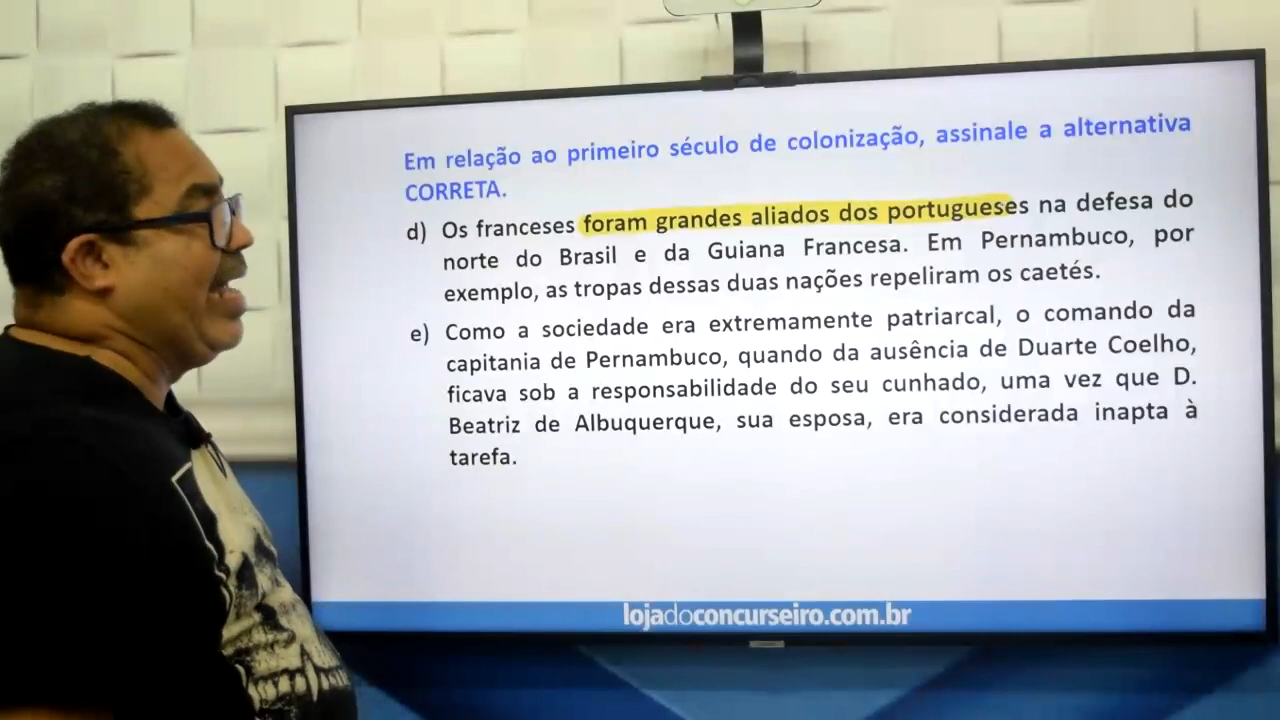 Em relação ao primeiro século de colonização, assinale a alternativa
CORRETA.
d) Os franceses foram grandes aliados dos portugueses na defesa do
norte do Brasil e da Guiana Francesa. Em Pernambuco, por
exemplo, as tropas dessas duas nações repeliram os caetés.
e) Como a sociedade era extremamente patriarcal, o comando da
capitania de Pernambuco, quando da ausência de Duarte Coelho,
ficava sob a responsabilidade do seu cunhado, uma vez que D.
Beatriz de Albuquerque, sua esposa, era considerada inapta à
tarefa.
lojadoconcurseiro.com.br